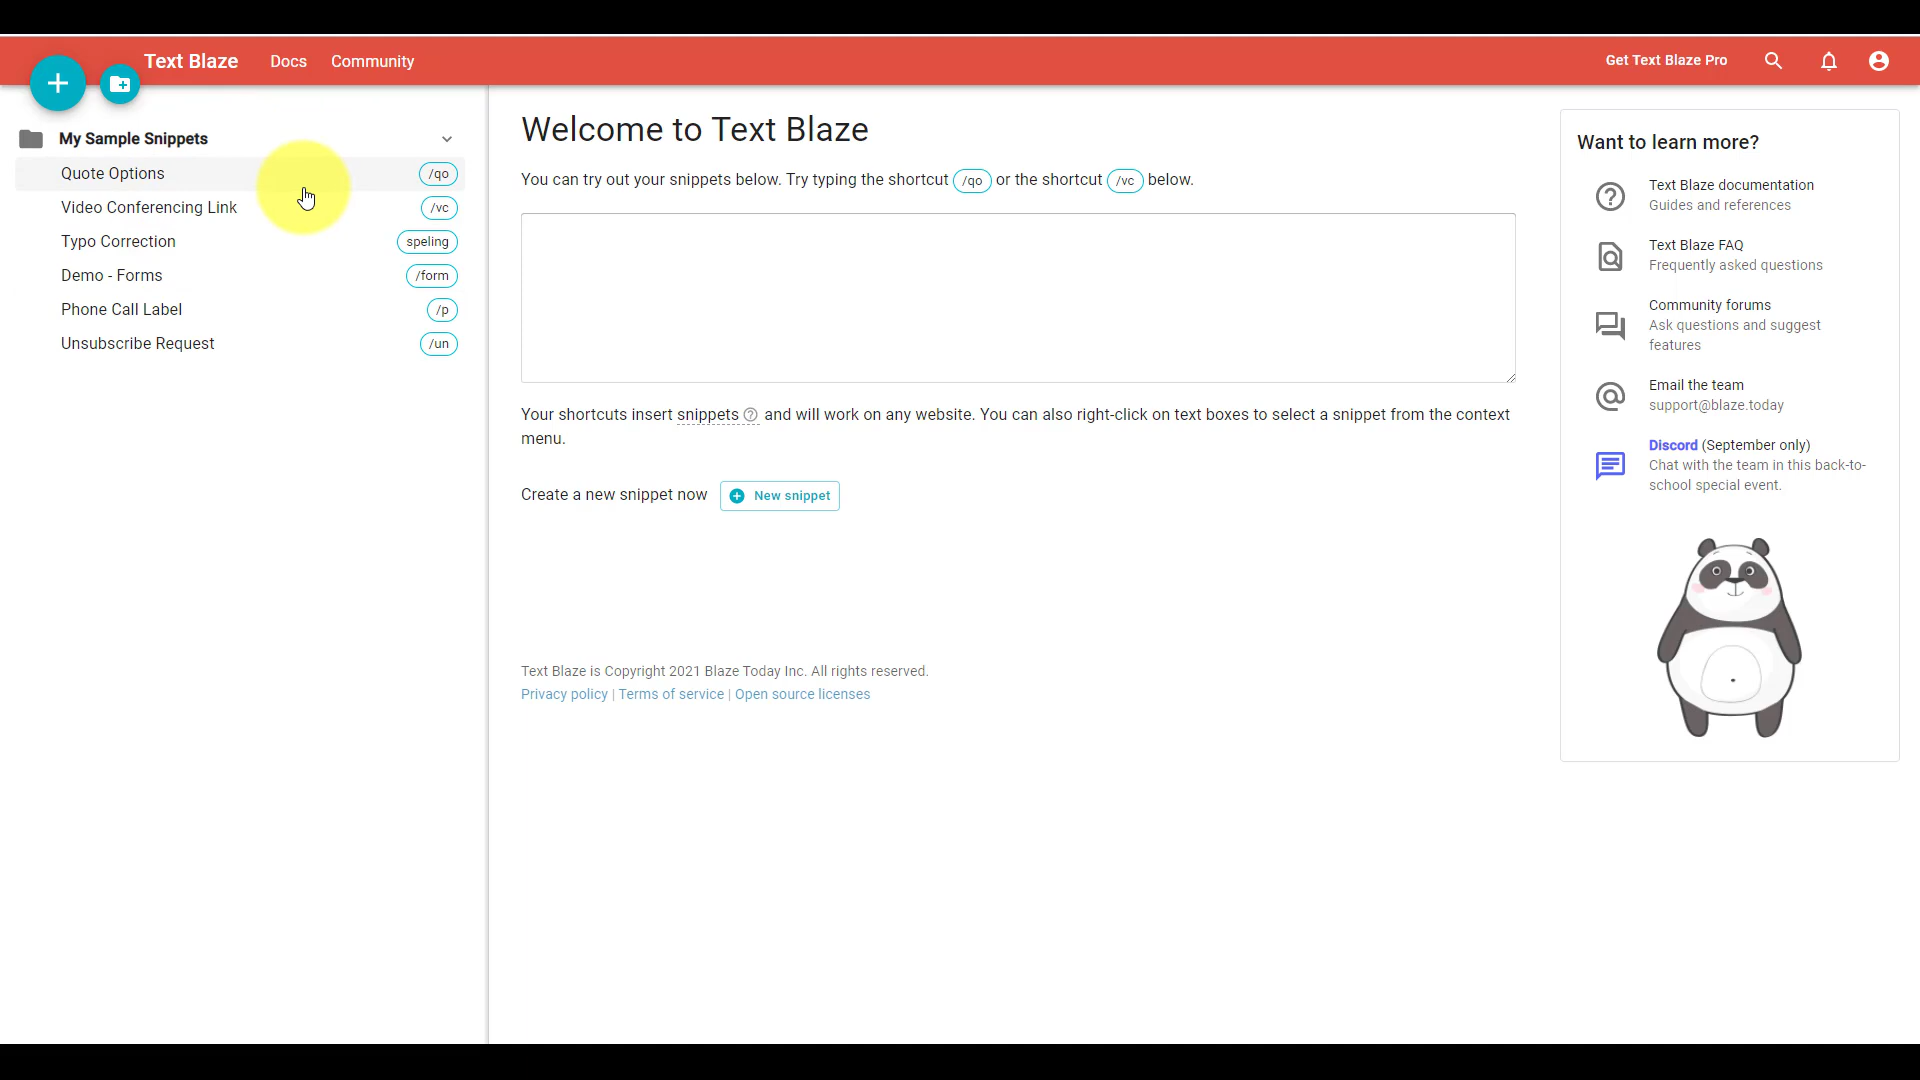 Text Blaze Docs Community Get Text Blaze Pro
My Sample Snippets
Quote Options /qo
Video Conferencing Link /vc
Typo Correction speling
Demo - Forms /form
Phone Call Label /p
Unsubscribe Request /un
Welcome to Text Blaze
You can try out your snippets below. Try typing the shortcut /qo or the shortcut /vc below.
Your shortcuts insert snippets and will work on any website. You can also right-click on text boxes to select a snippet from the context
menu.
Create a new snippet now New snippet
Text Blaze is Copyright 2021 Blaze Today Inc. All rights reserved.
Privacy policy | Terms of service | Open source licenses
Want to learn more?
Text Blaze documentation
Guides and references
Text Blaze FAQ
Frequently asked questions
Community forums
Ask questions and suggest
features
Email the team
support@blaze.today
Discord (September only)
Chat with the team in this back-to-
school special event.